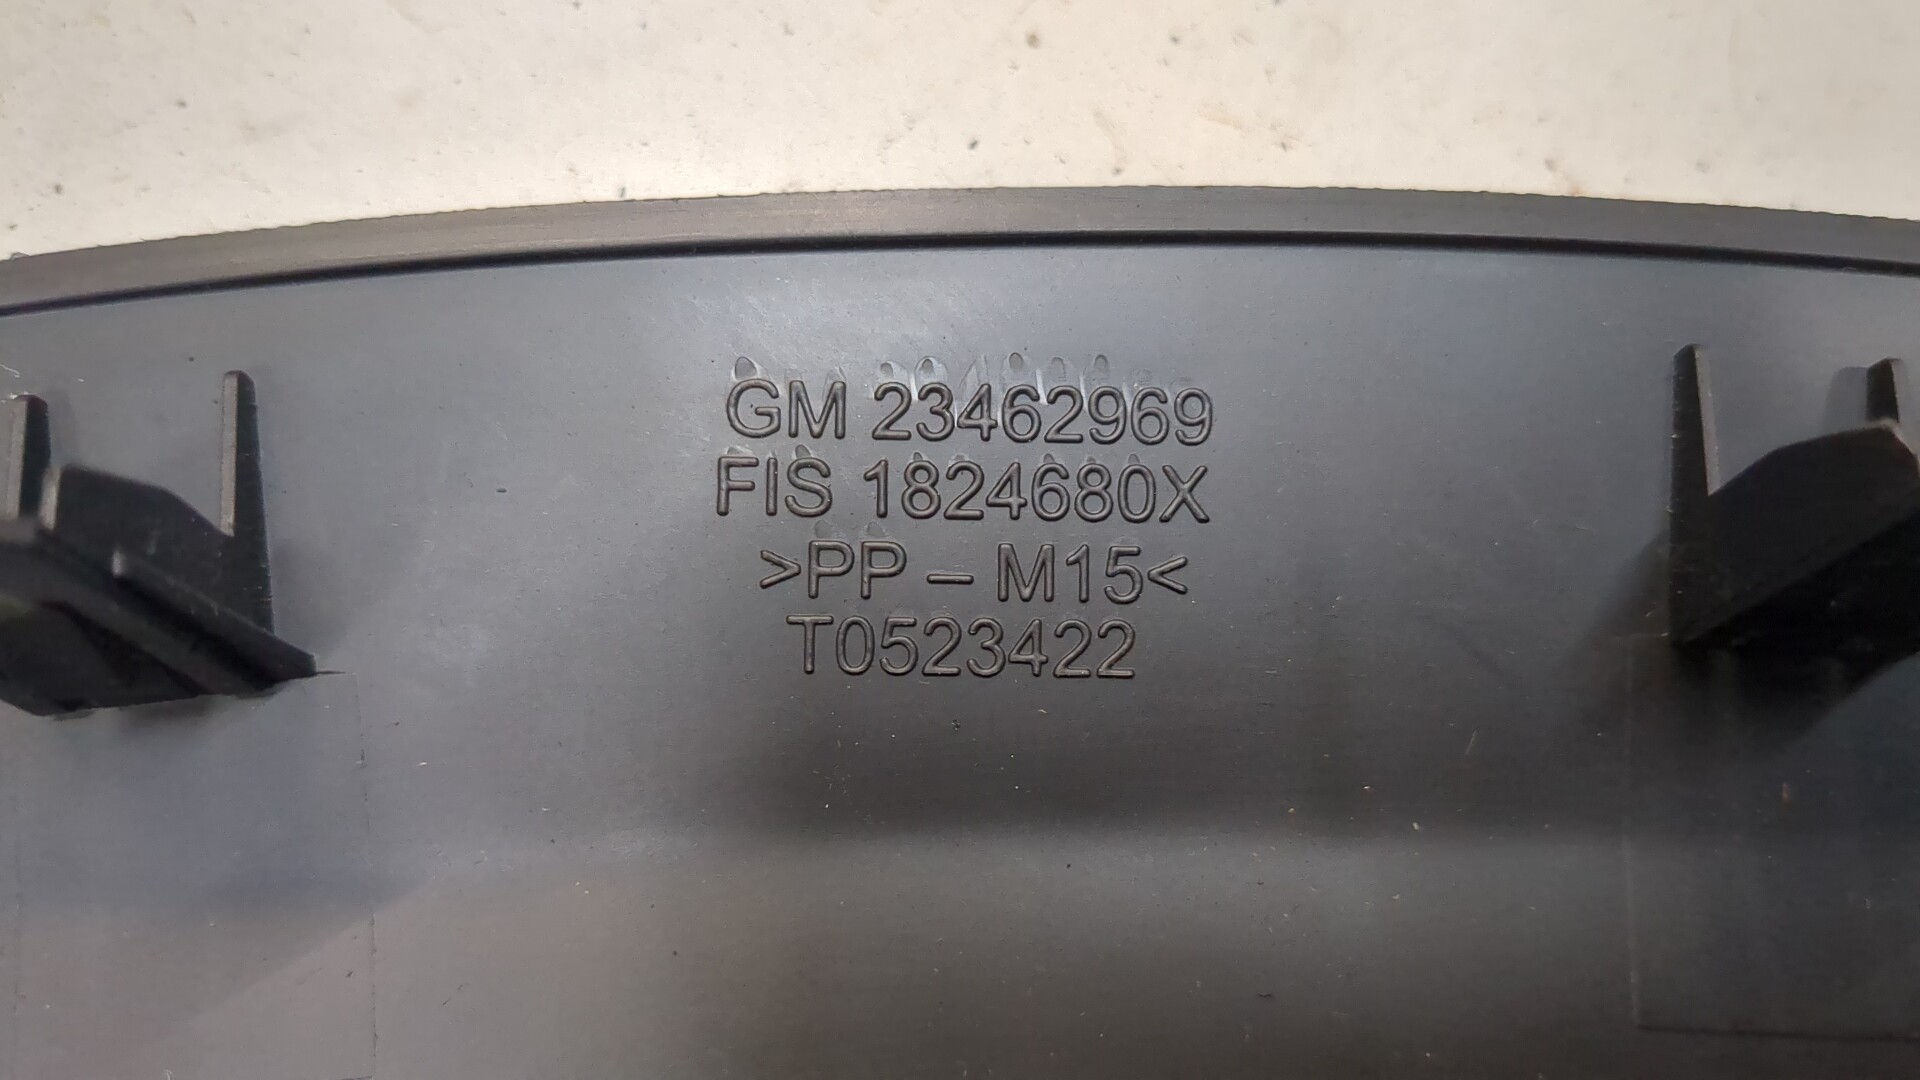 GM 23462969
FIS 1824680X
>PP – M15<
T0523422